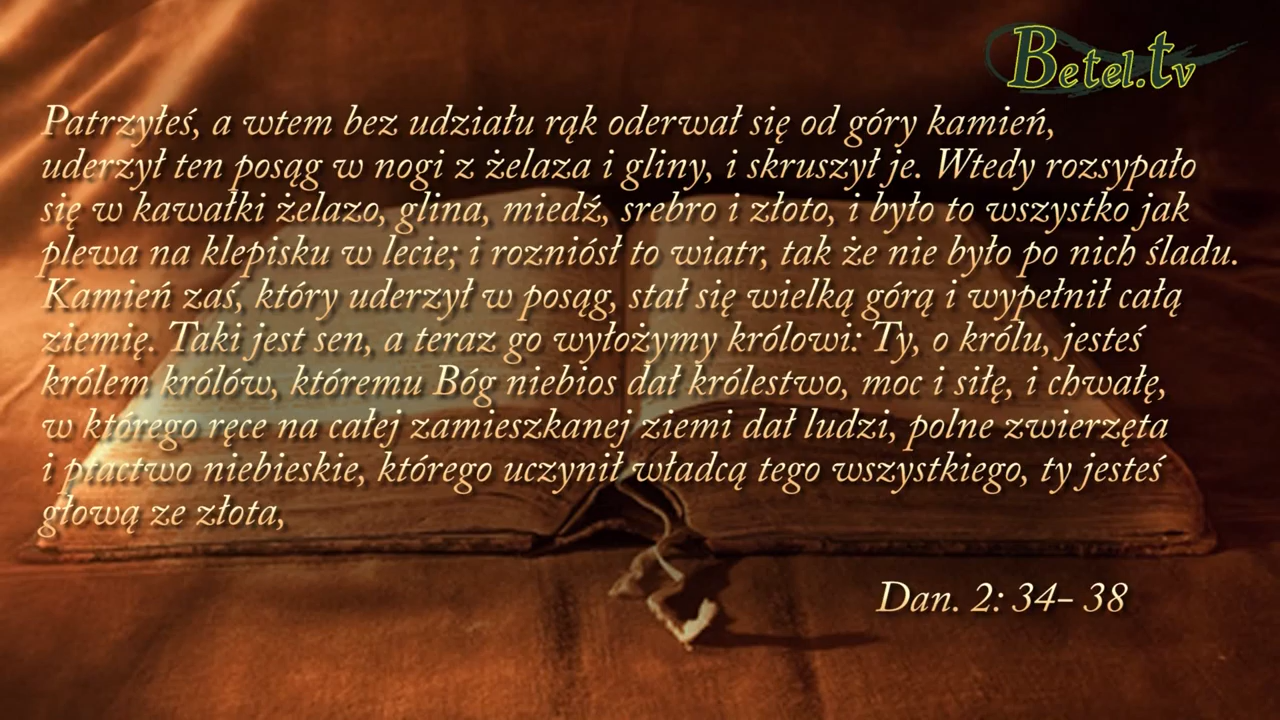 Betel.tv
Patrzyłeś, a wtem bez udziału rąk oderwał się od góry kamień,
uderzył ten posąg w nogi z żelaza i gliny, i skruszył je. Wtedy rozsypało
się w kawałki żelazo, glina, miedź, srebro i złoto, i było to wszystko jak
plewa na klepisku w lecie; i rozniósł to wiatr, tak że nie było po nich śladu.
Kamień zaś, który uderzył w posąg, stał się wielką górą i wypełnił całą
ziemię. Taki jest sen, a teraz go wyłożymy królowi: Ty, o królu, jesteś
królem królów, któremu Bóg niebios dał królestwo, moc i siłę, i chwałę,
w którego ręce na całej zamieszkanej ziemi dał ludzi, polne zwierzęta
i ptactwo niebieskie, którego uczynił władcą tego wszystkiego, ty jesteś
głową ze złota,
Dan. 2: 34- 38